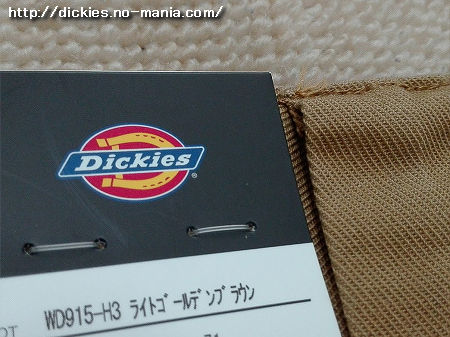 http://dickies.no-mania.com/
Dickies®
WD915-H3 ﾗｲﾄｺﾞｰﾙﾃﾞﾝﾌﾞﾗｳﾝ